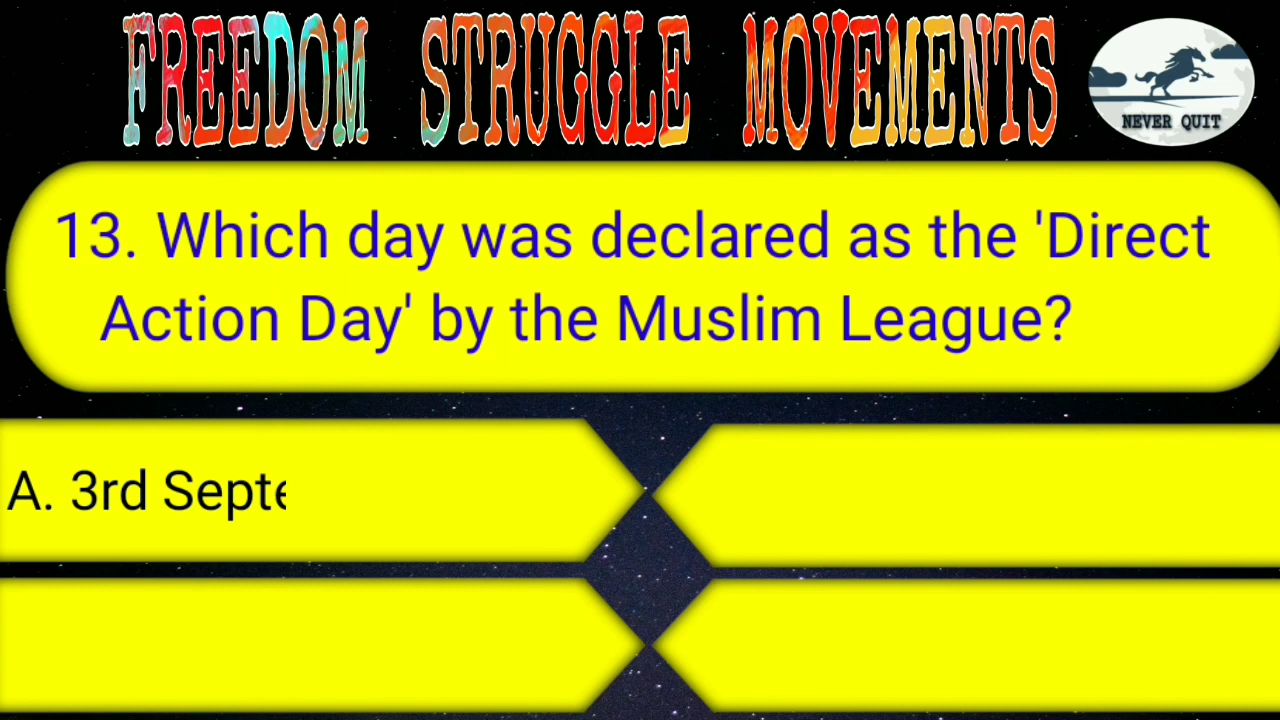 FREEDOM STRUGGLE MOVEMENTS
NEVER QUIT
13. Which day was declared as the 'Direct
Action Day' by the Muslim League?
A. 3rd Septe